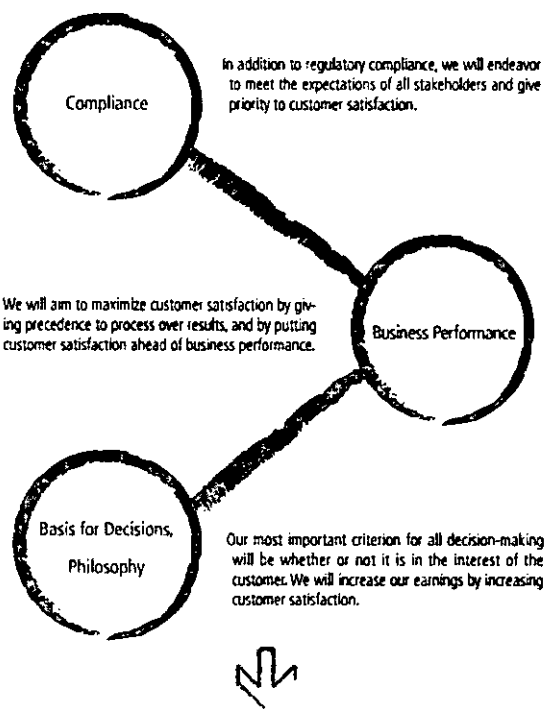 In addition to regulatory compliance, we will endeavor
to meet the expectations of all stakeholders and give
priority to customer satisfaction.
Compliance
We will aim to maximize customer satisfaction by giv-
ing precedence to process over results, and by putting
customer satisfaction ahead of business performance.
Business Performance
Basis for Decisions,
Philosophy
Our most important criterion for all decision-making
will be whether or not it is in the interest of the
customer. We will increase our earnings by increasing
customer satisfaction.